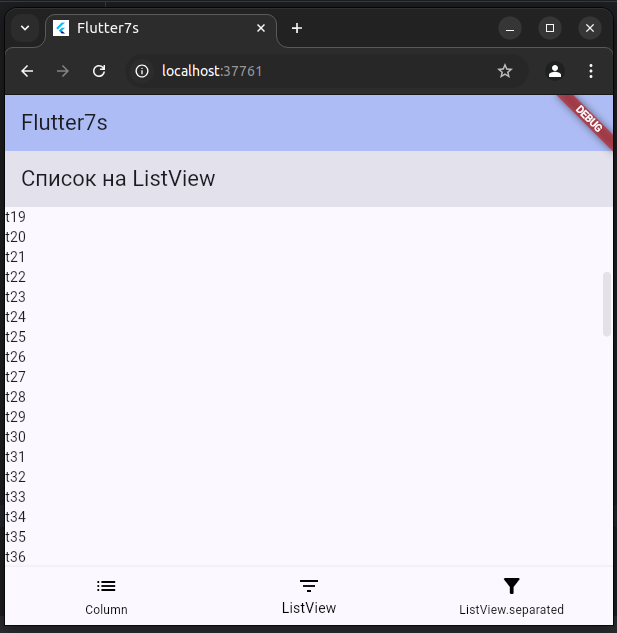 Flutter7s
localhost:37761
Flutter7s
DEBUG
Список на ListView
t19
t20
t21
t22
t23
t24
t25
t26
t27
t28
t29
t30
t31
t32
t33
t34
t35
t36
Column
ListView
ListView.separated